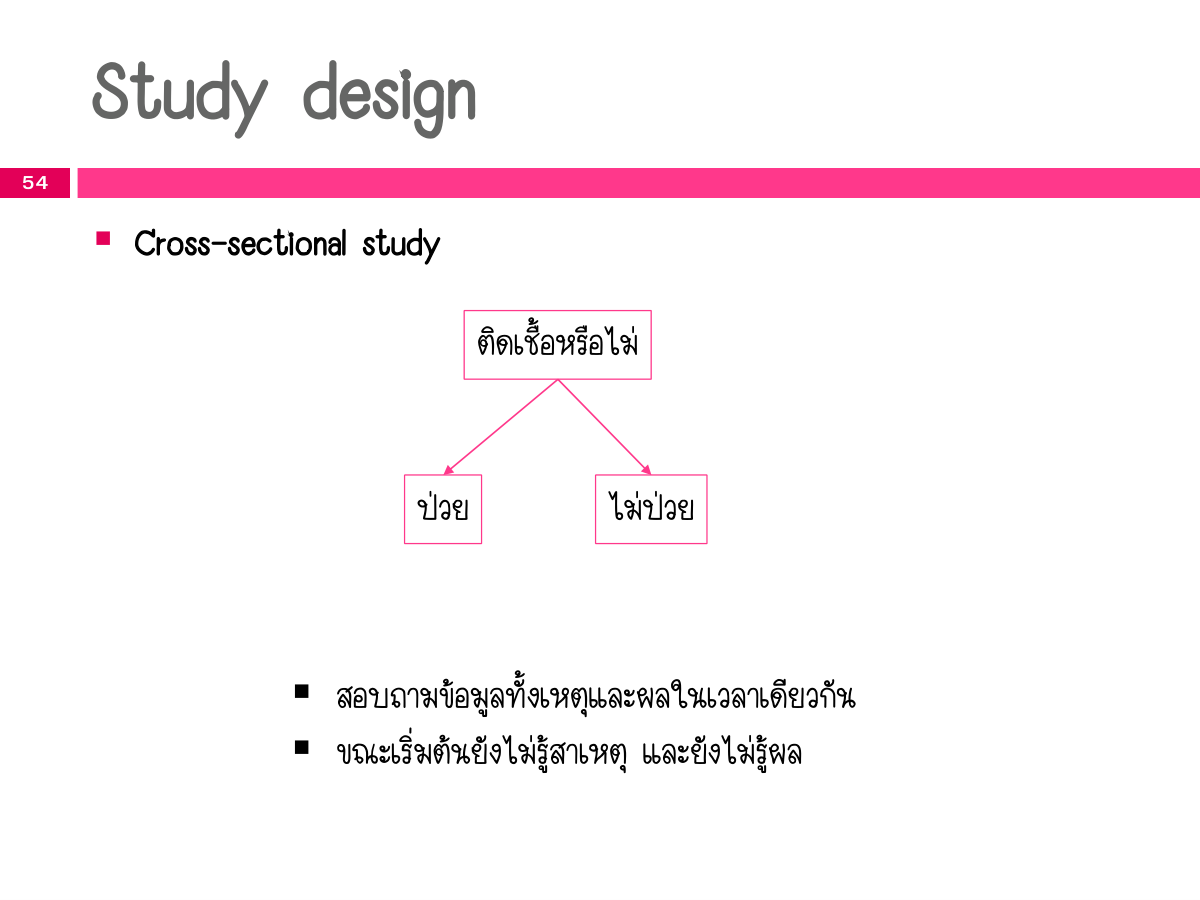 Study design
54
Cross-sectional study
ติดเชื้อหรือไม่
ป่วย
ไม่ป่วย
สอบถามข้อมูลทั้งเหตุและผลในเวลาเดียวกัน
ขณะเริ่มต้นยังไม่รู้สาเหตุ และยังไม่รู้ผล